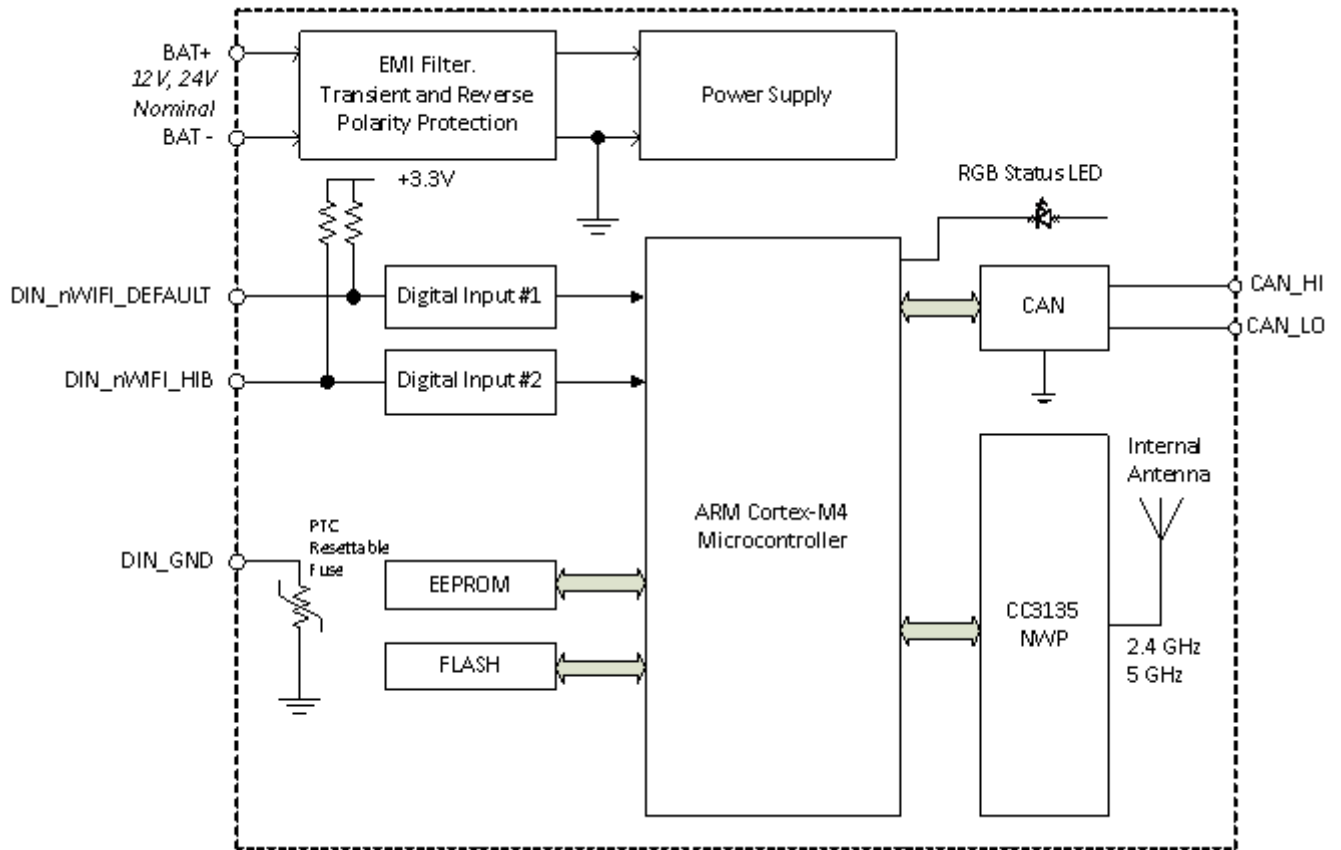 BAT+
12V, 24V
Nominal
BAT -
EMI Filter.
Transient and Reverse
Polarity Protection
Power Supply
+3.3V
RGB Status LED
DIN_nWIFI_DEFAULT
Digital Input #1
CAN
CAN_HI
CAN_LO
DIN_nWIFI_HIB
Digital Input #2
ARM Cortex-M4
Microcontroller
Internal
Antenna
PTC
Resettable
Fuse
DIN_GND
EEPROM
FLASH
CC3135
NWP
2.4 GHz
5 GHz